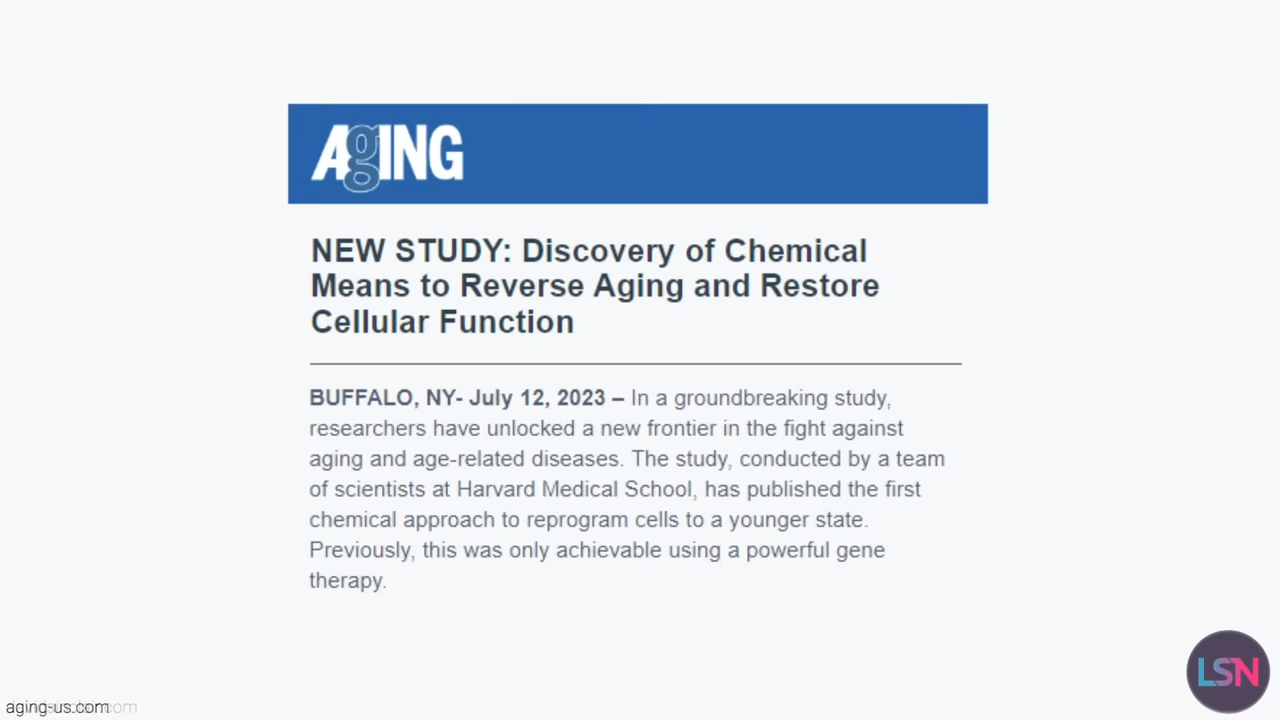 AgING
NEW STUDY: Discovery of Chemical
Means to Reverse Aging and Restore
Cellular Function
BUFFALO, NY- July 12, 2023 – In a groundbreaking study,
researchers have unlocked a new frontier in the fight against
aging and age-related diseases. The study, conducted by a team
of scientists at Harvard Medical School, has published the first
chemical approach to reprogram cells to a younger state.
Previously, this was only achievable using a powerful gene
therapy.
LSN
aging-us.com